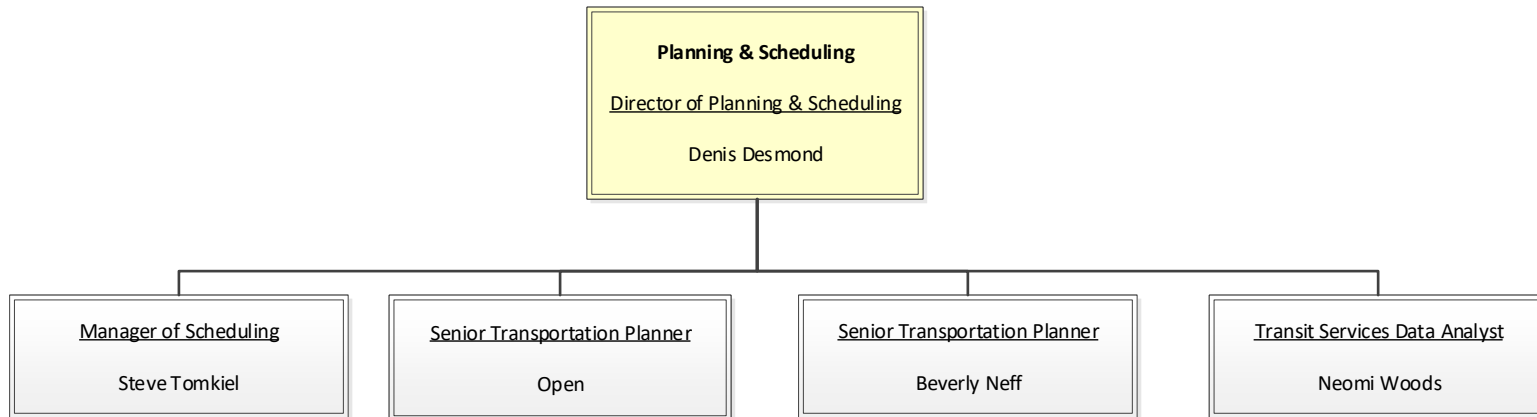 Planning & Scheduling
Director of Planning & Scheduling
Denis Desmond
Manager of Scheduling
Steve Tomkiel
Senior Transportation Planner
Open
Senior Transportation Planner
Beverly Neff
Transit Services Data Analyst
Neomi Woods